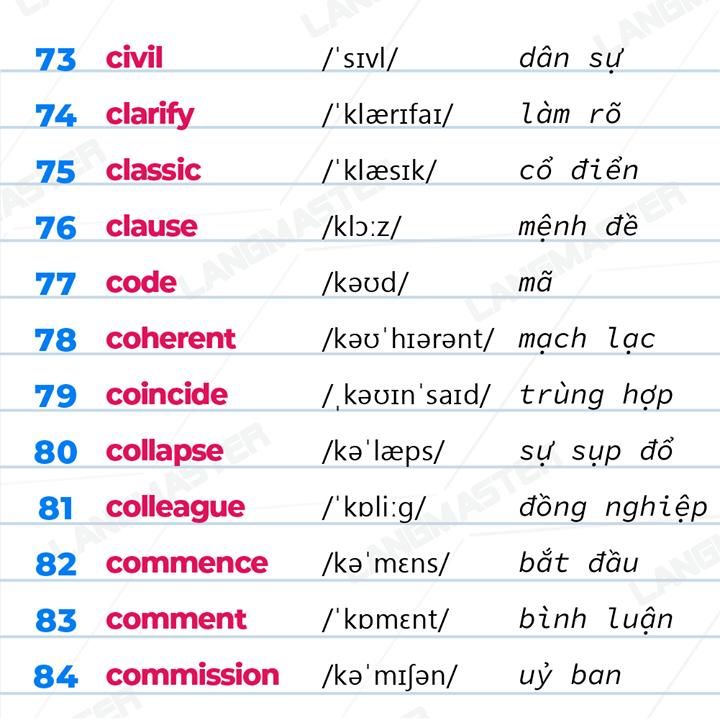 73 civil /ˈsɪvl/ dân sự
74 clarify /ˈklærɪfaɪ/ làm rõ
75 classic /ˈklæsɪk/ cổ điển
76 clause /klɔːz/ mệnh đề
77 code /kəʊd/ mã
78 coherent /kəʊˈhɪərənt/ mạch lạc
79 coincide /ˌkəʊɪnˈsaɪd/ trùng hợp
80 collapse /kəˈlæps/ sự sụp đổ
81 colleague /ˈkɒliːɡ/ đồng nghiệp
82 commence /kəˈmɛns/ bắt đầu
83 comment /ˈkɒmɛnt/ bình luận
84 commission /kəˈmɪʃən/ uỷ ban
LANGMASTER